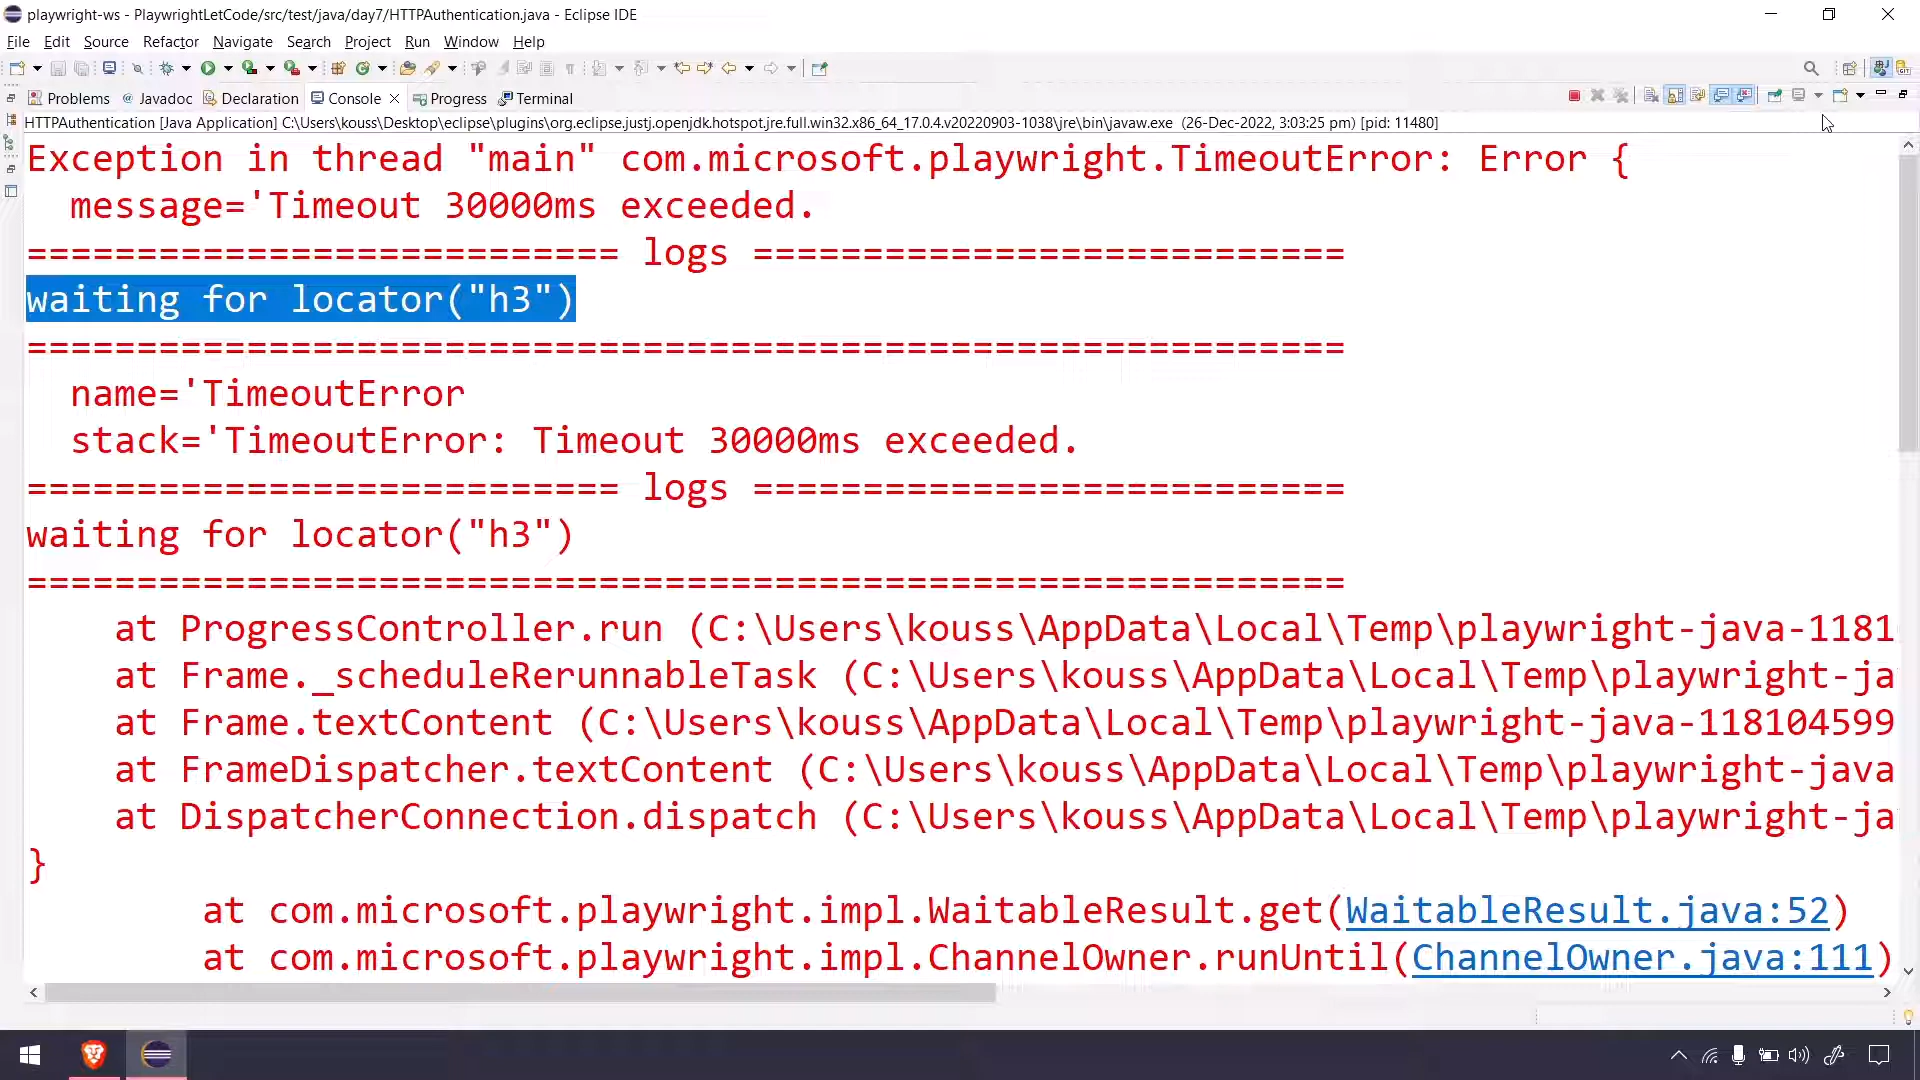 playwright-ws - PlaywrightLetCode/src/test/java/day7/HTTPAuthentication.java - Eclipse IDE
File Edit Source Refactor Navigate Search Project Run Window Help
Problems @ Javadoc Declaration Console Progress Terminal
HTTPAuthentication [Java Application] C:\Users\kouss\Desktop\eclipse\plugins\org.eclipse.justj.openjdk.hotspot.jre.full.win32.x86_64_17.0.4.v20220903-1038\jre\bin\javaw.exe (26-Dec-2022, 3:03:25 pm) [pid: 11480]
Exception in thread "main" com.microsoft.playwright.TimeoutError: Error {
message='Timeout 30000ms exceeded.
=========================== logs ===========================
waiting for locator("h3")
============================================================
name='TimeoutError
stack='TimeoutError: Timeout 30000ms exceeded.
=========================== logs ===========================
waiting for locator("h3")
============================================================
at ProgressController.run (C:\Users\kouss\AppData\Local\Temp\playwright-java-1181
at Frame._scheduleRerunnableTask (C:\Users\kouss\AppData\Local\Temp\playwright-ja
at Frame.textContent (C:\Users\kouss\AppData\Local\Temp\playwright-java-118104599
at FrameDispatcher.textContent (C:\Users\kouss\AppData\Local\Temp\playwright-java
at DispatcherConnection.dispatch (C:\Users\kouss\AppData\Local\Temp\playwright-ja
}
at com.microsoft.playwright.impl.WaitableResult.get(WaitableResult.java:52)
at com.microsoft.playwright.impl.ChannelOwner.runUntil(ChannelOwner.java:111)